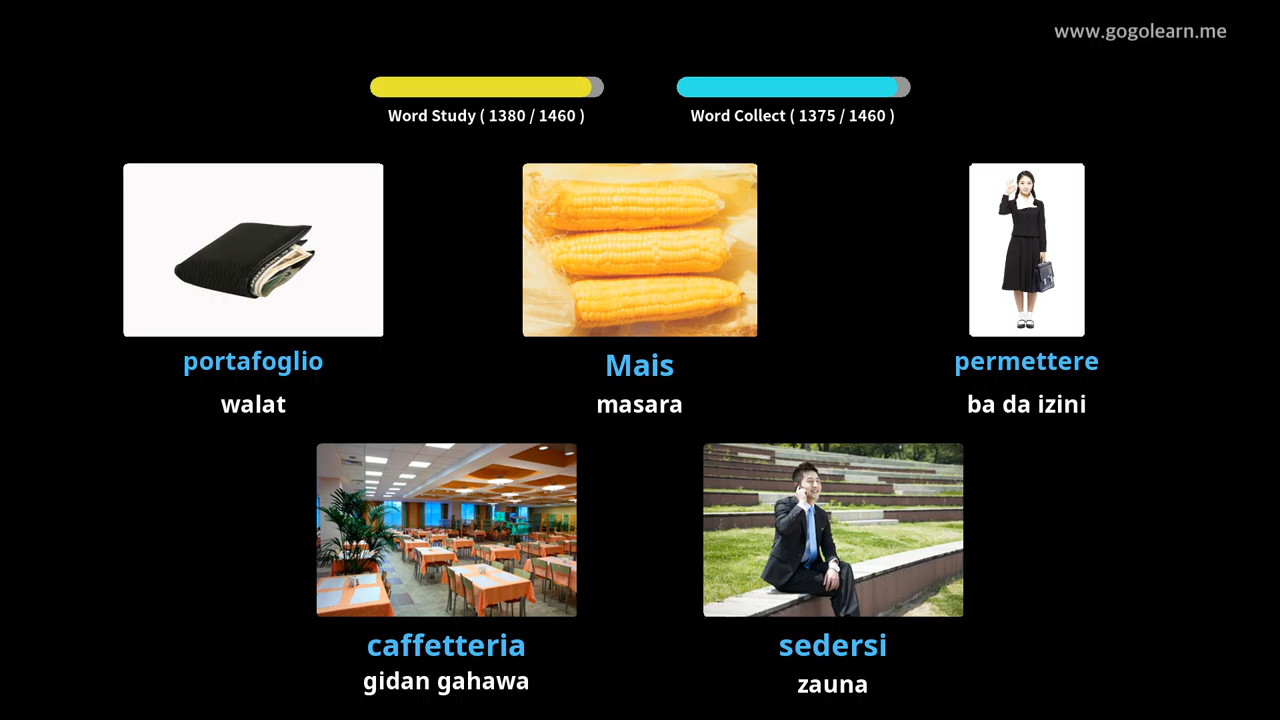 www.gogolearn.me
Word Study ( 1380 / 1460 )
Word Collect ( 1375 / 1460 )
portafoglio
walat
Mais
masara
permettere
ba da izini
caffetteria
gidan gahawa
sedersi
zauna